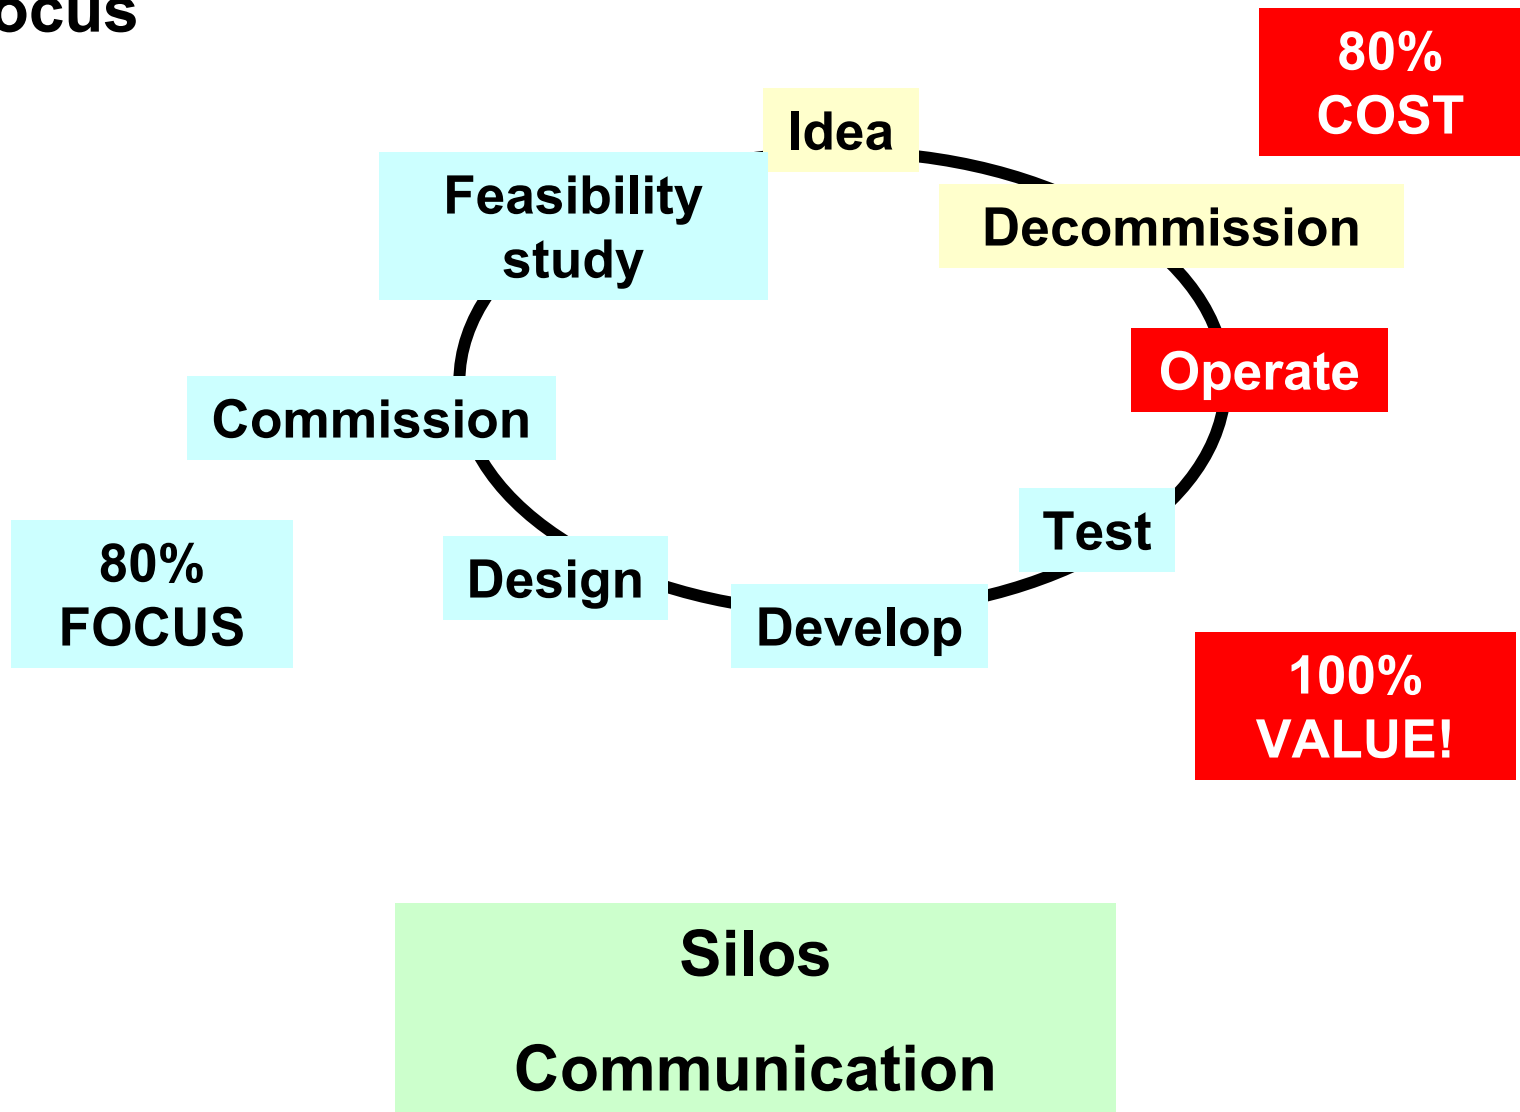 ocus
80%
COST
Idea
Feasibility
study
Decommission
Operate
Commission
Test
80%
FOCUS
Design
Develop
100%
VALUE!
Silos
Communication